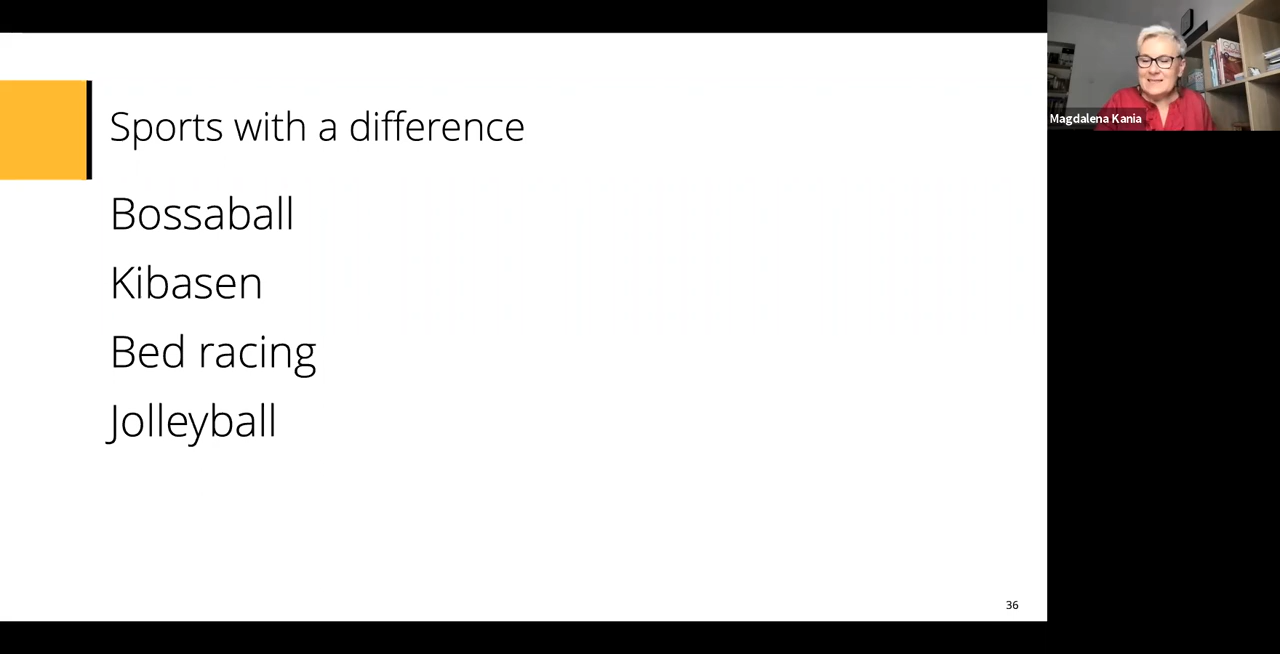 Sports with a difference
Bossaball
Kibasen
Bed racing
Jolleyball
36
Magdalena Kania